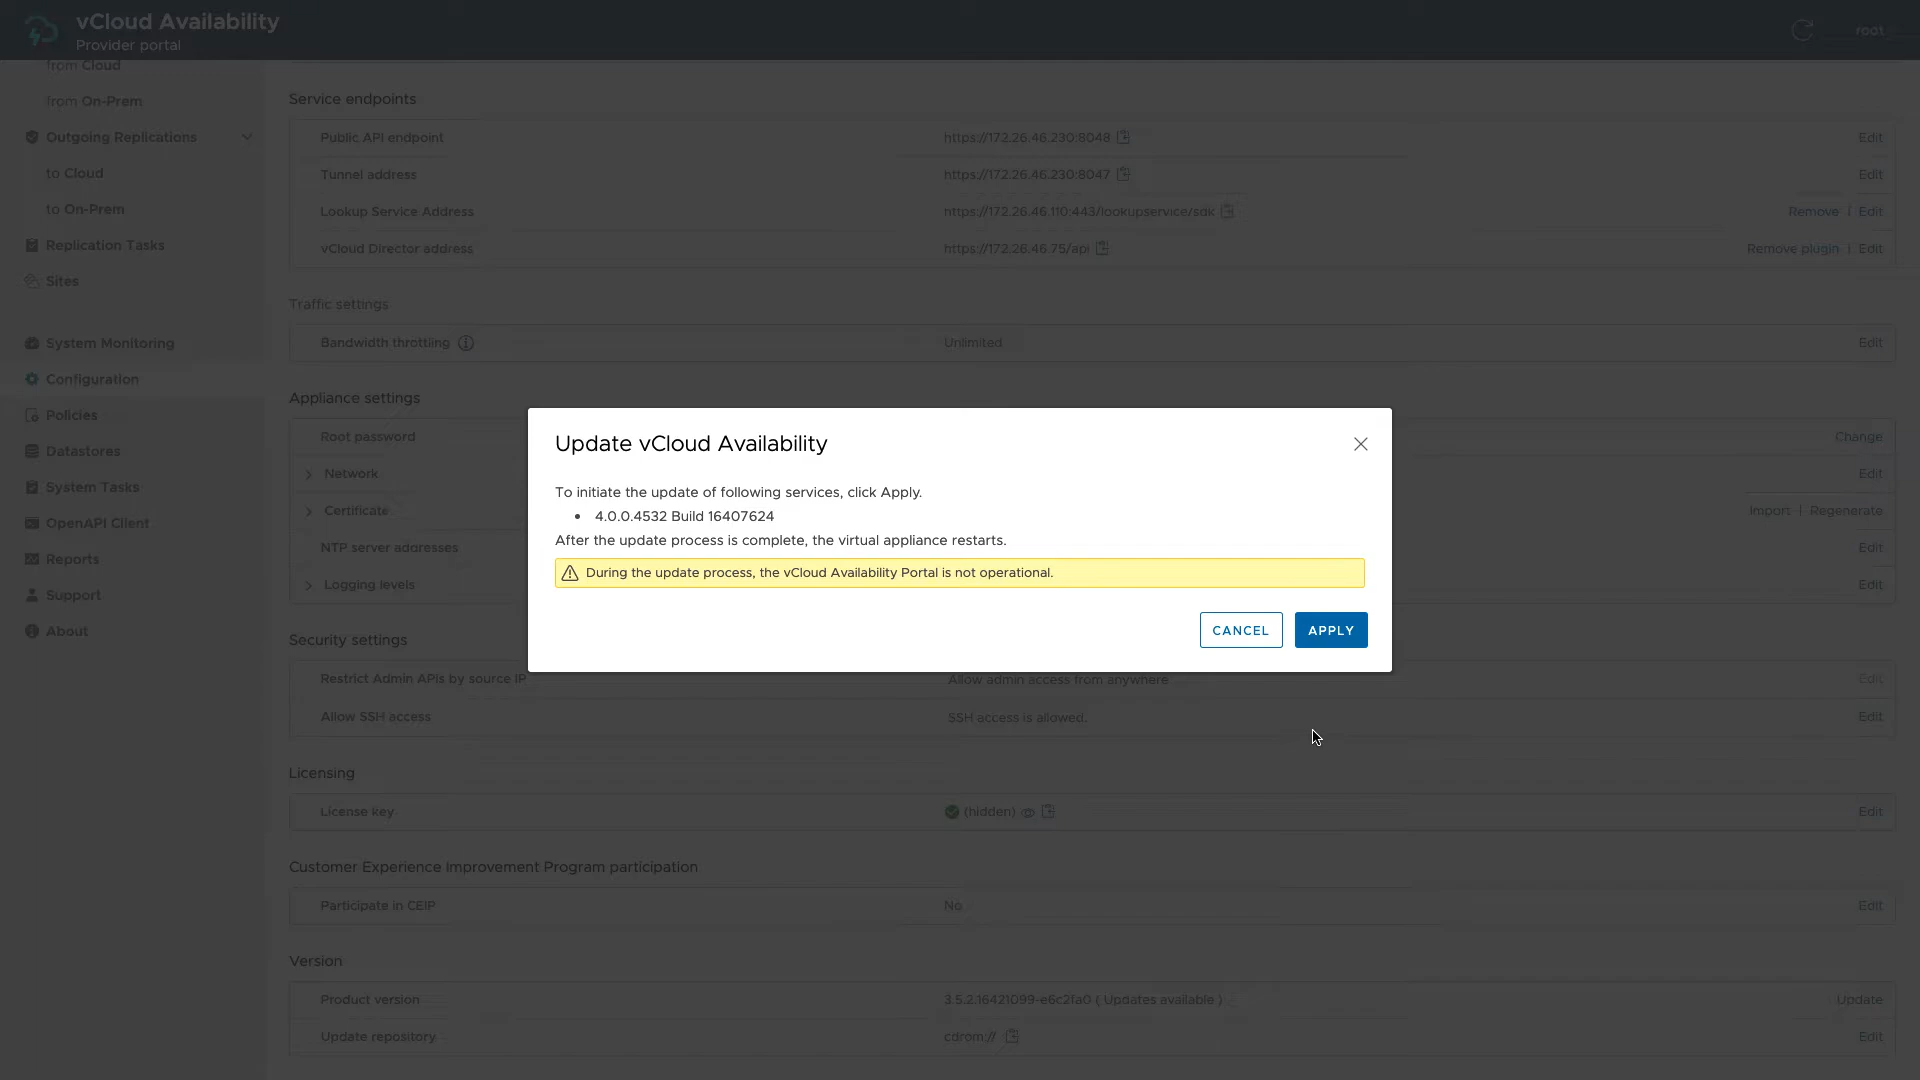 vCloud Availability
Provider portal
root
from Cloud
from On-Prem
Outgoing Replications
to Cloud
to On-Prem
Replication Tasks
Sites
System Monitoring
Configuration
Policies
Datastores
System Tasks
OpenAPI Client
Reports
Support
About
Service endpoints
Public API endpoint https://172.26.46.230:8048 Edit
Tunnel address https://172.26.46.230:8047 Edit
Lookup Service Address https://172.26.46.110:443/lookupservice/sdk Remove | Edit
vCloud Director address https://172.26.46.75/api Remove plugin | Edit
Traffic settings
Bandwidth throttling Unlimited Edit
Appliance settings
Root password Change
Network Edit
Certificate Import | Regenerate
NTP server addresses Edit
Logging levels Edit
Update vCloud Availability
To initiate the update of following services, click Apply.
• 4.0.0.4532 Build 16407624
After the update process is complete, the virtual appliance restarts.
During the update process, the vCloud Availability Portal is not operational.
CANCEL APPLY
Security settings
Restrict Admin APIs by source IP Allow admin access from anywhere Edit
Allow SSH access SSH access is allowed. Edit
Licensing
License key (hidden) Edit
Customer Experience Improvement Program participation
Participate in CEIP No Edit
Version
Product version 3.5.2.16421099-e6c21a0 ( Updates available ) Update
Update repository cdrom:// Edit